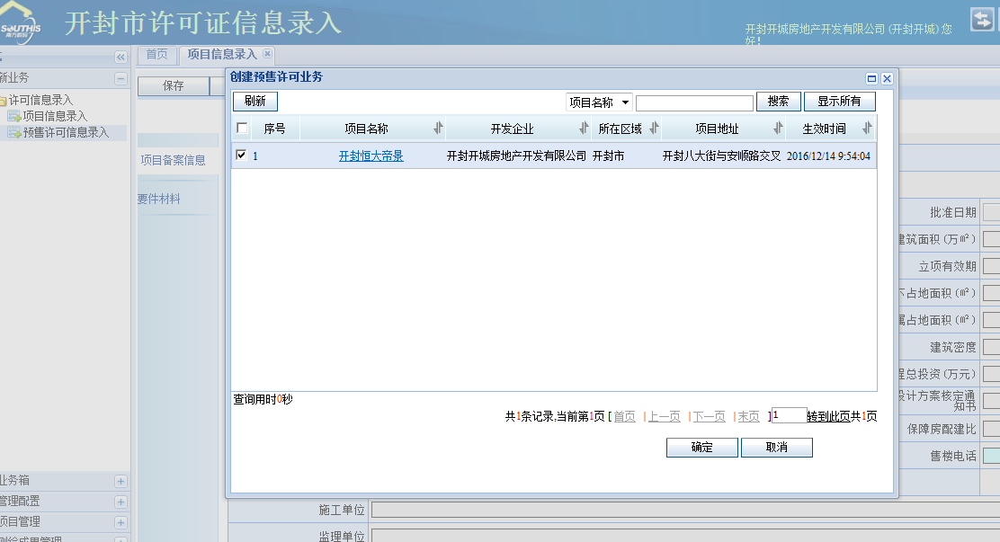 SOUTHIS
南方数码
开封市许可证信息录入
开封开城房地产开发有限公司 (开封开城) 您
好!
新业务
许可信息录入
项目信息录入
预售许可信息录入
业务箱
管理配置
项目管理
首页
项目信息录入
保存
项目备案信息
要件材料
创建预售许可业务
刷新
项目名称
搜索
显示所有
序号 项目名称 开发企业 所在区域 项目地址 生效时间
1 开封恒大帝景 开封开城房地产开发有限公司 开封市 开封八大街与安顺路交叉 2016/12/14 9:54:04
查询用时0秒
共1条记录,当前第1页 [ 首页 | 上一页 | 下一页 | 末页 ] 1 转到此页共1页
确定
取消
批准日期
建筑面积 (万㎡)
立项有效期
占地面积 (㎡)
占地面积 (㎡)
建筑密度
总投资 (万元)
设计方案核定通
知书
保障房配建比
售楼电话
施工单位
监理单位